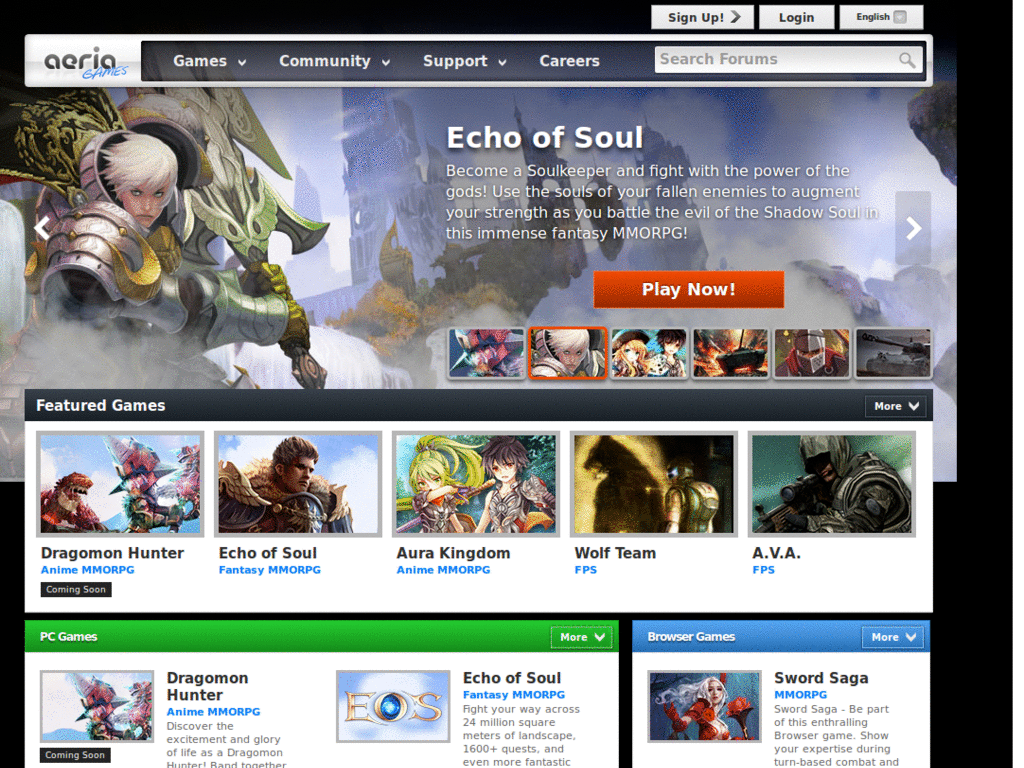 Sign Up!
Login
English
aeria
GAMES
Games
Community
Support
Careers
Search Forums
Echo of Soul
Become a Soulkeeper and fight with the power of the
gods! Use the souls of your fallen enemies to augment
your strength as you battle the evil of the Shadow Soul in
this immense fantasy MMORPG!
Play Now!
Featured Games
More
Dragomon Hunter
Anime MMORPG
Coming Soon
Echo of Soul
Fantasy MMORPG
Aura Kingdom
Anime MMORPG
Wolf Team
FPS
A.V.A.
FPS
PC Games
More
Browser Games
More
Dragomon
Hunter
Anime MMORPG
Discover the
excitement and glory
of life as a Dragomon
Hunter! Band together
Coming Soon
EOS
Echo of Soul
Fantasy MMORPG
Fight your way across
24 million square
meters of landscape,
1600+ quests, and
even more fantastic
Sword Saga
MMORPG
Sword Saga - Be part
of this enthralling
Browser game. Show
your expertise during
turn-based combat and